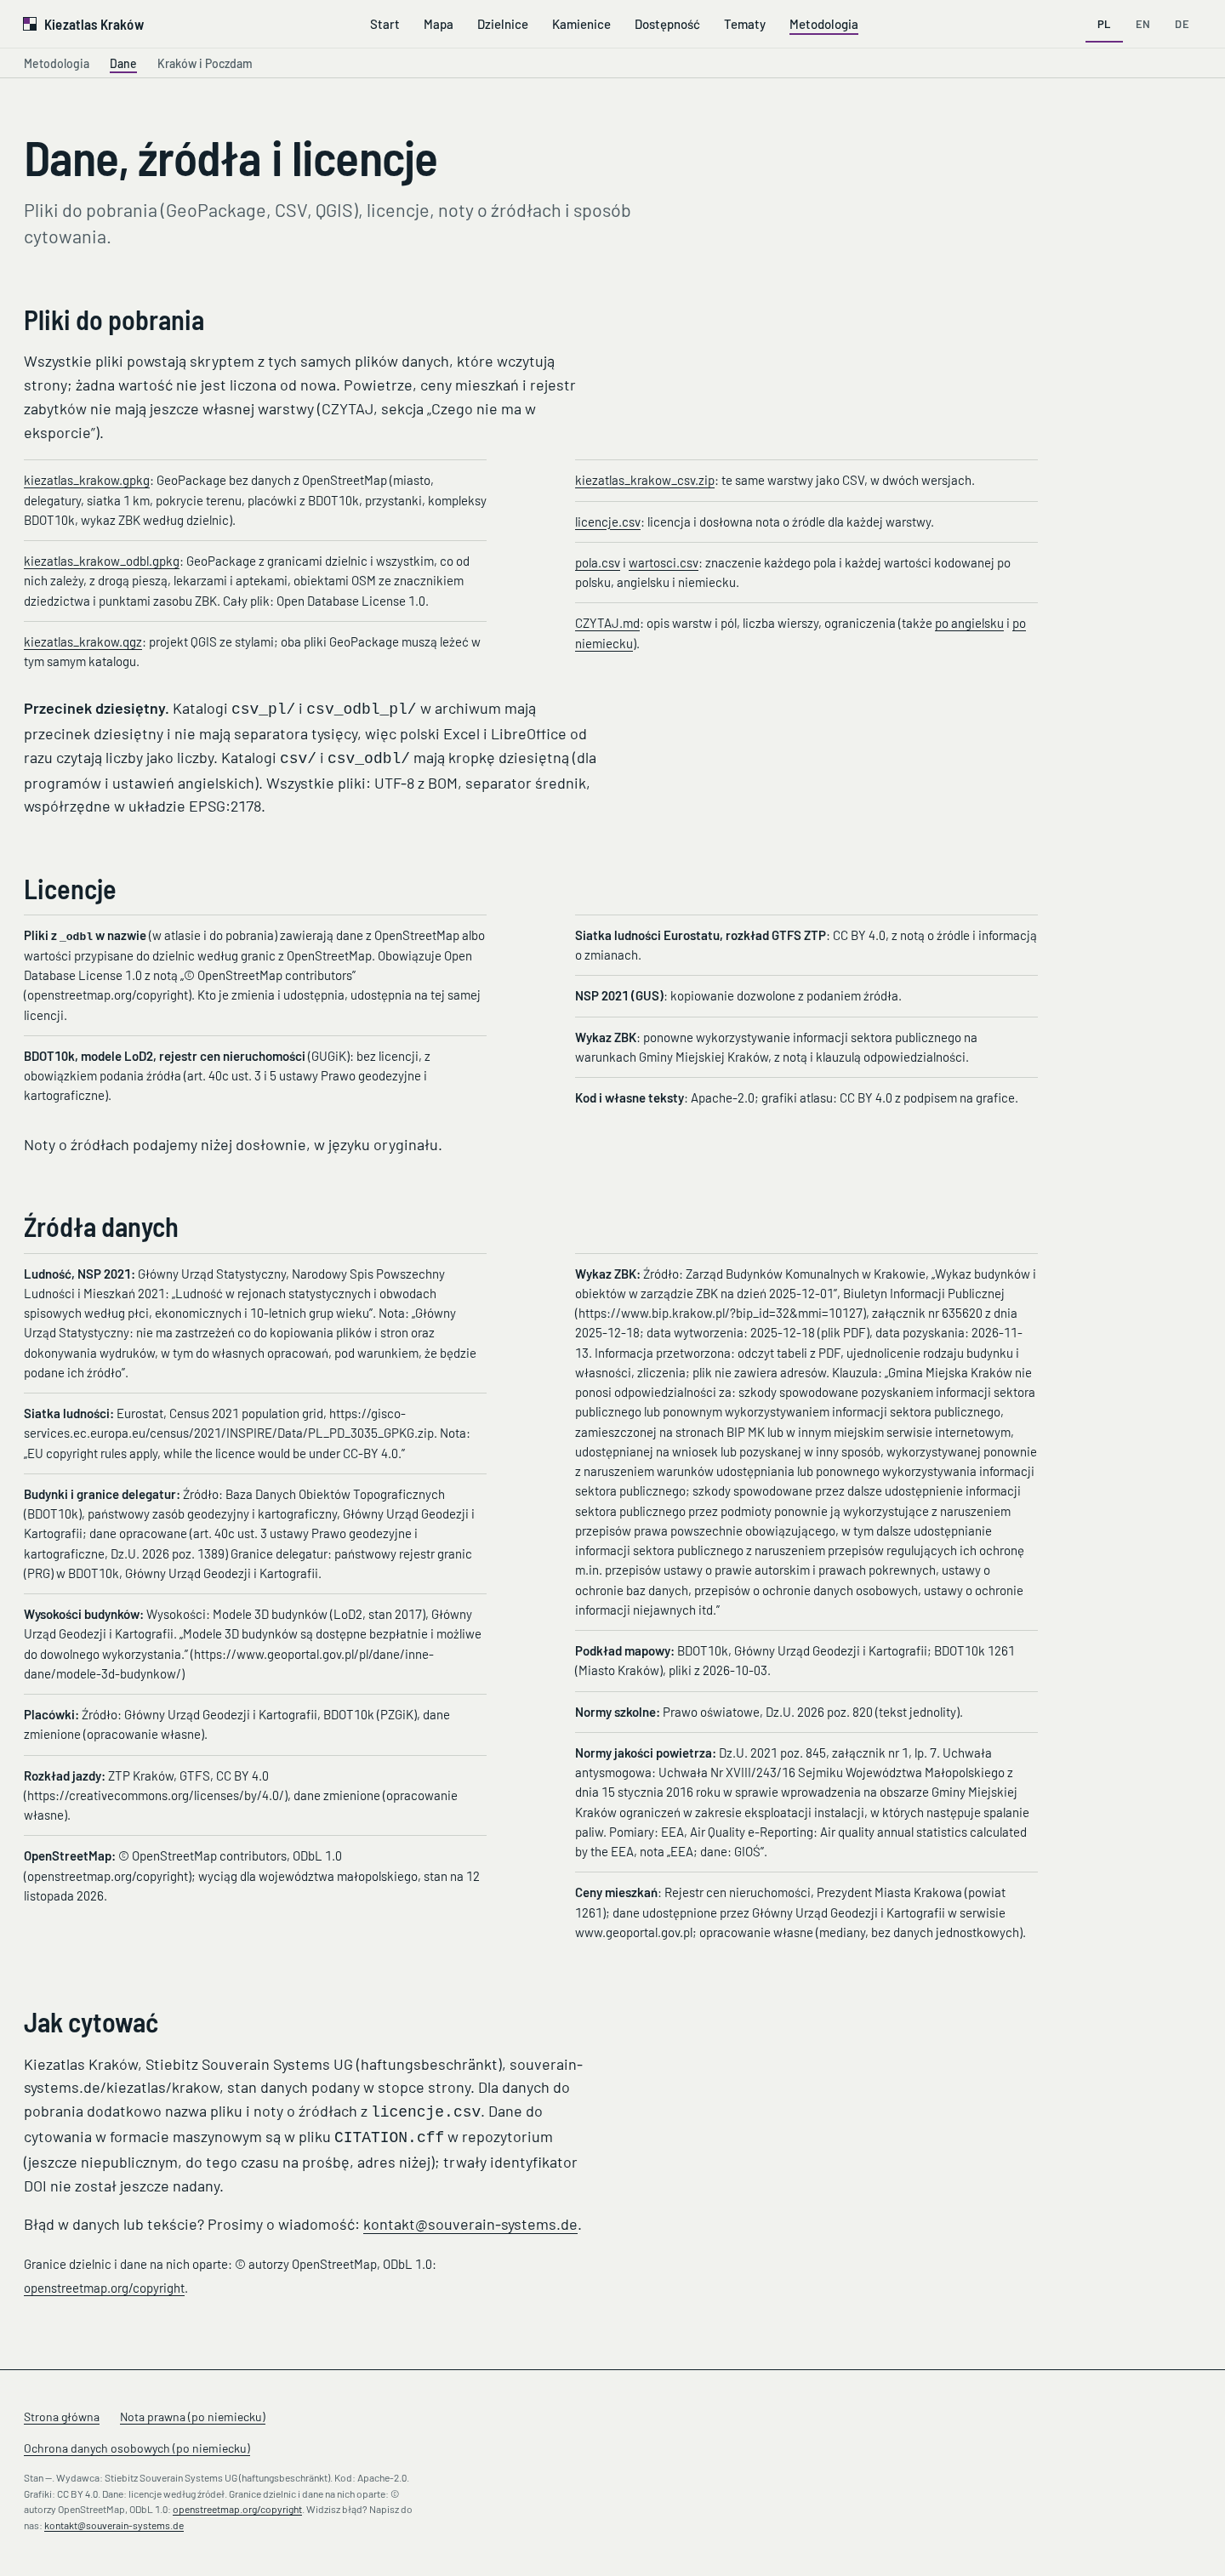 Kiezatlas Kraków
Start Mapa Dzielnice Kamienice Dostępność Tematy Metodologia
PL EN DE
Metodologia Dane Kraków i Poczdam
Dane, źródła i licencje
Pliki do pobrania (GeoPackage, CSV, QGIS), licencje, noty o źródłach i sposób
cytowania.
Pliki do pobrania
Wszystkie pliki powstają skryptem z tych samych plików danych, które wczytują
strony; żadna wartość nie jest liczona od nowa. Powietrze, ceny mieszkań i rejestr
zabytków nie mają jeszcze własnej warstwy (CZYTAJ, sekcja „Czego nie ma w
eksporcie”).
kiezatlas_krakow.gpkg: GeoPackage bez danych z OpenStreetMap (miasto,
delegatury, siatka 1 km, pokrycie terenu, placówki z BDOT10k, przystanki, kompleksy
BDOT10k, wykaz ZBK według dzielnic).
kiezatlas_krakow_odbl.gpkg: GeoPackage z granicami dzielnic i wszystkim, co od
nich zależy, z drogą pieszą, lekarzami i aptekami, obiektami OSM ze znacznikiem
dziedzictwa i punktami zasobu ZBK. Cały plik: Open Database License 1.0.
kiezatlas_krakow.qgz: projekt QGIS ze stylami; oba pliki GeoPackage muszą leżeć w
tym samym katalogu.
kiezatlas_krakow_csv.zip: te same warstwy jako CSV, w dwóch wersjach.
licencje.csv: licencja i dosłowna nota o źródle dla każdej warstwy.
pola.csv i wartosci.csv: znaczenie każdego pola i każdej wartości kodowanej po
polsku, angielsku i niemiecku.
CZYTAJ.md: opis warstw i pól, liczba wierszy, ograniczenia (także po angielsku i po
niemiecku).
Przecinek dziesiętny. Katalogi csv_pl/ i csv_odbl_pl/ w archiwum mają
przecinek dziesiętny i nie mają separatora tysięcy, więc polski Excel i LibreOffice od
razu czytają liczby jako liczby. Katalogi csv/ i csv_odbl/ mają kropkę dziesiętną (dla
programów i ustawień angielskich). Wszystkie pliki: UTF-8 z BOM, separator średnik,
współrzędne w układzie EPSG:2178.
Licencje
Pliki z _odbl w nazwie (w atlasie i do pobrania) zawierają dane z OpenStreetMap albo
wartości przypisane do dzielnic według granic z OpenStreetMap. Obowiązuje Open
Database License 1.0 z notą „© OpenStreetMap contributors”
(openstreetmap.org/copyright). Kto je zmienia i udostępnia, udostępnia na tej samej
licencji.
BDOT10k, modele LoD2, rejestr cen nieruchomości (GUGiK): bez licencji, z
obowiązkiem podania źródła (art. 40c ust. 3 i 5 ustawy Prawo geodezyjne i
kartograficzne).
Siatka ludności Eurostatu, rozkład GTFS ZTP: CC BY 4.0, z notą o źródle i informacją
o zmianach.
NSP 2021 (GUS): kopiowanie dozwolone z podaniem źródła.
Wykaz ZBK: ponowne wykorzystywanie informacji sektora publicznego na
warunkach Gminy Miejskiej Kraków, z notą i klauzulą odpowiedzialności.
Kod i własne teksty: Apache-2.0; grafiki atlasu: CC BY 4.0 z podpisem na grafice.
Noty o źródłach podajemy niżej dosłownie, w języku oryginału.
Źródła danych
Ludność, NSP 2021: Główny Urząd Statystyczny, Narodowy Spis Powszechny
Ludności i Mieszkań 2021: „Ludność w rejonach statystycznych i obwodach
spisowych według płci, ekonomicznych i 10-letnich grup wieku”. Nota: „Główny
Urząd Statystyczny: nie ma zastrzeżeń co do kopiowania plików i stron oraz
dokonywania wydruków, w tym do własnych opracowań, pod warunkiem, że będzie
podane ich źródło”.
Siatka ludności: Eurostat, Census 2021 population grid, https://gisco-
services.ec.europa.eu/census/2021/INSPIRE/Data/PL_PD_3035_GPKG.zip. Nota:
„EU copyright rules apply, while the licence would be under CC-BY 4.0.”
Budynki i granice delegatur: Źródło: Baza Danych Obiektów Topograficznych
(BDOT10k), państwowy zasób geodezyjny i kartograficzny, Główny Urząd Geodezji i
Kartografii; dane opracowane (art. 40c ust. 3 ustawy Prawo geodezyjne i
kartograficzne, Dz.U. 2026 poz. 1389) Granice delegatur: państwowy rejestr granic
(PRG) w BDOT10k, Główny Urząd Geodezji i Kartografii.
Wysokości budynków: Wysokości: Modele 3D budynków (LoD2, stan 2017), Główny
Urząd Geodezji i Kartografii. „Modele 3D budynków są dostępne bezpłatnie i możliwe
do dowolnego wykorzystania.” (https://www.geoportal.gov.pl/pl/dane/inne-
dane/modele-3d-budynkow/)
Placówki: Źródło: Główny Urząd Geodezji i Kartografii, BDOT10k (PZGiK), dane
zmienione (opracowanie własne).
Rozkład jazdy: ZTP Kraków, GTFS, CC BY 4.0
(https://creativecommons.org/licenses/by/4.0/), dane zmienione (opracowanie
własne).
OpenStreetMap: © OpenStreetMap contributors, ODbL 1.0
(openstreetmap.org/copyright); wyciąg dla województwa małopolskiego, stan na 12
listopada 2026.
Wykaz ZBK: Źródło: Zarząd Budynków Komunalnych w Krakowie, „Wykaz budynków i
obiektów w zarządzie ZBK na dzień 2025-12-01”, Biuletyn Informacji Publicznej
(https://www.bip.krakow.pl/?bip_id=32&mmi=10127), załącznik nr 635620 z dnia
2025-12-18; data wytworzenia: 2025-12-18 (plik PDF), data pozyskania: 2026-11-
13. Informacja przetworzona: odczyt tabeli z PDF, ujednolicenie rodzaju budynku i
własności, zliczenia; plik nie zawiera adresów. Klauzula: „Gmina Miejska Kraków nie
ponosi odpowiedzialności za: szkody spowodowane pozyskaniem informacji sektora
publicznego lub ponownym wykorzystywaniem informacji sektora publicznego,
zamieszczonej na stronach BIP MK lub w innym miejskim serwisie internetowym,
udostępnianej na wniosek lub pozyskanej w inny sposób, wykorzystywanej ponownie
z naruszeniem warunków udostępniania lub ponownego wykorzystywania informacji
sektora publicznego; szkody spowodowane przez dalsze udostępnienie informacji
sektora publicznego przez podmioty ponownie ją wykorzystujące z naruszeniem
przepisów prawa powszechnie obowiązującego, w tym dalsze udostępnianie
informacji sektora publicznego z naruszeniem przepisów regulujących ich ochronę
m.in. przepisów ustawy o prawie autorskim i prawach pokrewnych, ustawy o
ochronie baz danych, przepisów o ochronie danych osobowych, ustawy o ochronie
informacji niejawnych itd.”
Podkład mapowy: BDOT10k, Główny Urząd Geodezji i Kartografii; BDOT10k 1261
(Miasto Kraków), pliki z 2026-10-03.
Normy szkolne: Prawo oświatowe, Dz.U. 2026 poz. 820 (tekst jednolity).
Normy jakości powietrza: Dz.U. 2021 poz. 845, załącznik nr 1, lp. 7. Uchwała
antysmogowa: Uchwała Nr XVIII/243/16 Sejmiku Województwa Małopolskiego z
dnia 15 stycznia 2016 roku w sprawie wprowadzenia na obszarze Gminy Miejskiej
Kraków ograniczeń w zakresie eksploatacji instalacji, w których następuje spalanie
paliw. Pomiary: EEA, Air Quality e-Reporting: Air quality annual statistics calculated
by the EEA, nota „EEA; dane: GIOŚ”.
Ceny mieszkań: Rejestr cen nieruchomości, Prezydent Miasta Krakowa (powiat
1261); dane udostępnione przez Główny Urząd Geodezji i Kartografii w serwisie
www.geoportal.gov.pl; opracowanie własne (mediany, bez danych jednostkowych).
Jak cytować
Kiezatlas Kraków, Stiebitz Souverain Systems UG (haftungsbeschränkt), souverain-
systems.de/kiezatlas/krakow, stan danych podany w stopce strony. Dla danych do
pobrania dodatkowo nazwa pliku i noty o źródłach z licencje.csv. Dane do
cytowania w formacie maszynowym są w pliku CITATION.cff w repozytorium
(jeszcze niepublicznym, do tego czasu na prośbę, adres niżej); trwały identyfikator
DOI nie został jeszcze nadany.
Błąd w danych lub tekście? Prosimy o wiadomość: kontakt@souverain-systems.de.
Granice dzielnic i dane na nich oparte: © autorzy OpenStreetMap, ODbL 1.0:
openstreetmap.org/copyright.
Strona główna Nota prawna (po niemiecku)
Ochrona danych osobowych (po niemiecku)
Stan —. Wydawca: Stiebitz Souverain Systems UG (haftungsbeschränkt). Kod: Apache-2.0.
Grafiki: CC BY 4.0. Dane: licencje według źródeł. Granice dzielnic i dane na nich oparte: ©
autorzy OpenStreetMap, ODbL 1.0: openstreetmap.org/copyright. Widzisz błąd? Napisz do
nas: kontakt@souverain-systems.de